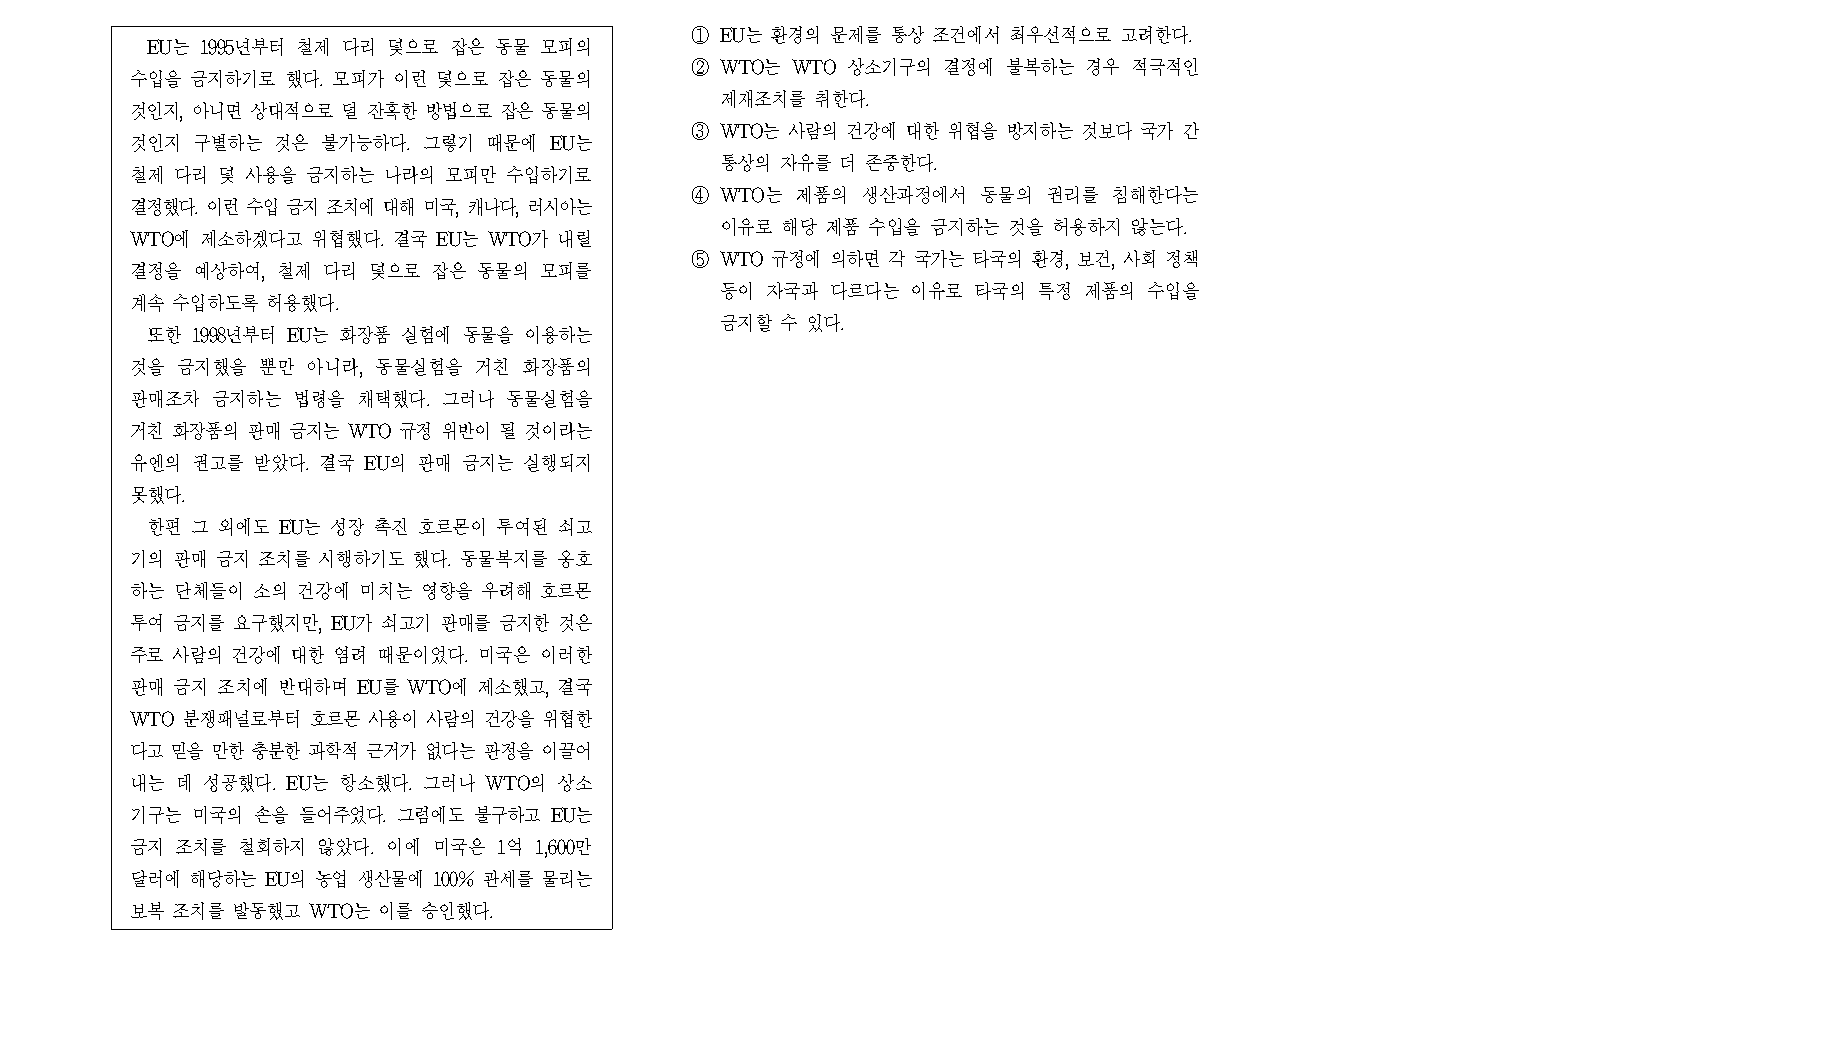 EU는 1995년부터 철제 다리 덫으로 잡은 동물 모피의
수입을 금지하기로 했다. 모피가 이런 덫으로 잡은 동물의
것인지, 아니면 상대적으로 덜 잔혹한 방법으로 잡은 동물의
것인지 구별하는 것은 불가능하다. 그렇기 때문에 EU는
철제 다리 덫 사용을 금지하는 나라의 모피만 수입하기로
결정했다. 이런 수입 금지 조치에 대해 미국, 캐나다, 러시아는
WTO에 제소하겠다고 위협했다. 결국 EU는 WTO가 내릴
결정을 예상하여, 철제 다리 덫으로 잡은 동물의 모피를
계속 수입하도록 허용했다.
또한 1998년부터 EU는 화장품 실험에 동물을 이용하는
것을 금지했을 뿐만 아니라, 동물실험을 거친 화장품의
판매조차 금지하는 법령을 채택했다. 그러나 동물실험을
거친 화장품의 판매 금지는 WTO 규정 위반이 될 것이라는
유엔의 권고를 받았다. 결국 EU의 판매 금지는 실행되지
못했다.
한편 그 외에도 EU는 성장 촉진 호르몬이 투여된 쇠고
기의 판매 금지 조치를 시행하기도 했다. 동물복지를 옹호
하는 단체들이 소의 건강에 미치는 영향을 우려해 호르몬
투여 금지를 요구했지만, EU가 쇠고기 판매를 금지한 것은
주로 사람의 건강에 대한 염려 때문이었다. 미국은 이러한
판매 금지 조치에 반대하며 EU를 WTO에 제소했고, 결국
WTO 분쟁패널로부터 호르몬 사용이 사람의 건강을 위협한
다고 믿을 만한 충분한 과학적 근거가 없다는 판정을 이끌어
내는 데 성공했다. EU는 항소했다. 그러나 WTO의 상소
기구는 미국의 손을 들어주었다. 그럼에도 불구하고 EU는
금지 조치를 철회하지 않았다. 이에 미국은 1억 1,600만
달러에 해당하는 EU의 농업 생산물에 100% 관세를 물리는
보복 조치를 발동했고 WTO는 이를 승인했다.
① EU는 환경의 문제를 통상 조건에서 최우선적으로 고려한다.
② WTO는 WTO 상소기구의 결정에 불복하는 경우 적극적인
제재조치를 취한다.
③ WTO는 사람의 건강에 대한 위협을 방지하는 것보다 국가 간
통상의 자유를 더 존중한다.
④ WTO는 제품의 생산과정에서 동물의 권리를 침해한다는
이유로 해당 제품 수입을 금지하는 것을 허용하지 않는다.
⑤ WTO 규정에 의하면 각 국가는 타국의 환경, 보건, 사회 정책
등이 자국과 다르다는 이유로 타국의 특정 제품의 수입을
금지할 수 있다.